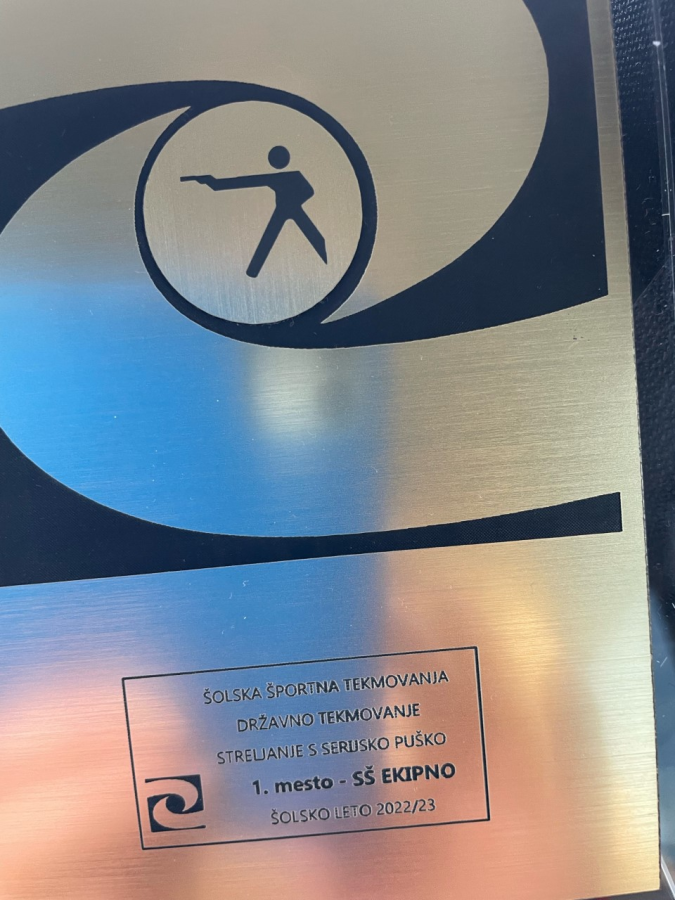 ŠOLSKA ŠPORTNA TEKMOVANJA
DRŽAVNO TEKMOVANJE
STRELJANJE S SERIJSKO PUŠKO
1. mesto - SŠ EKIPNO
ŠOLSKO LETO 2022/23